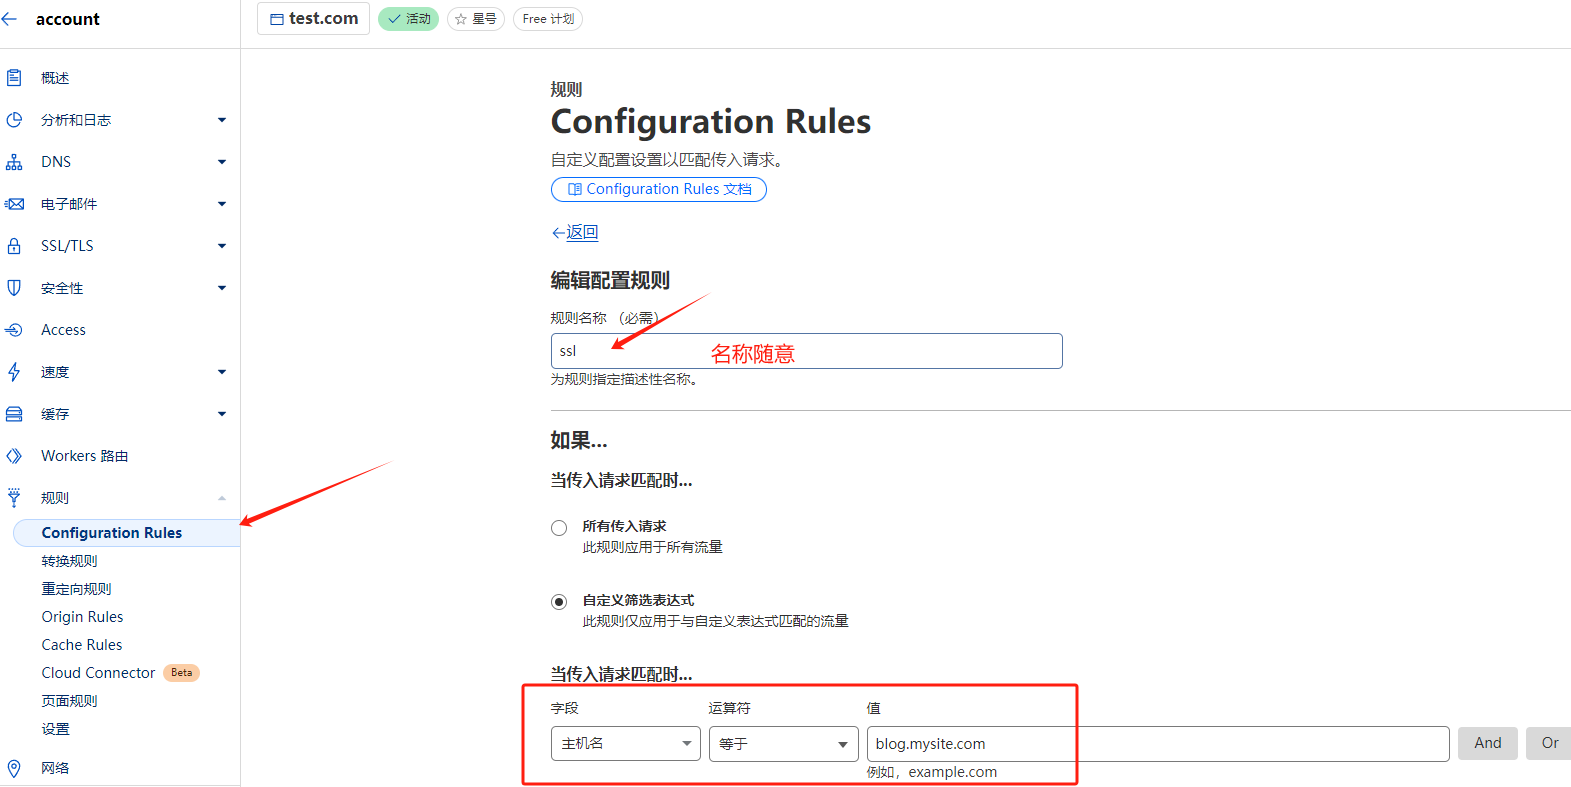 account
test.com 活动 星号 Free 计划
概述
分析和日志
DNS
电子邮件
SSL/TLS
安全性
Access
速度
缓存
Workers 路由
规则
Configuration Rules
转换规则
重定向规则
Origin Rules
Cache Rules
Cloud Connector Beta
页面规则
设置
网络
规则
Configuration Rules
自定义配置设置以匹配传入请求。
Configuration Rules 文档
返回
编辑配置规则
规则名称 （必需）
ssl
名称随意
为规则指定描述性名称。
如果...
当传入请求匹配时...
所有传入请求
此规则应用于所有流量
自定义筛选表达式
此规则仅应用于与自定义表达式匹配的流量
当传入请求匹配时...
字段 运算符 值
主机名 等于 blog.mysite.com And Or
例如，example.com